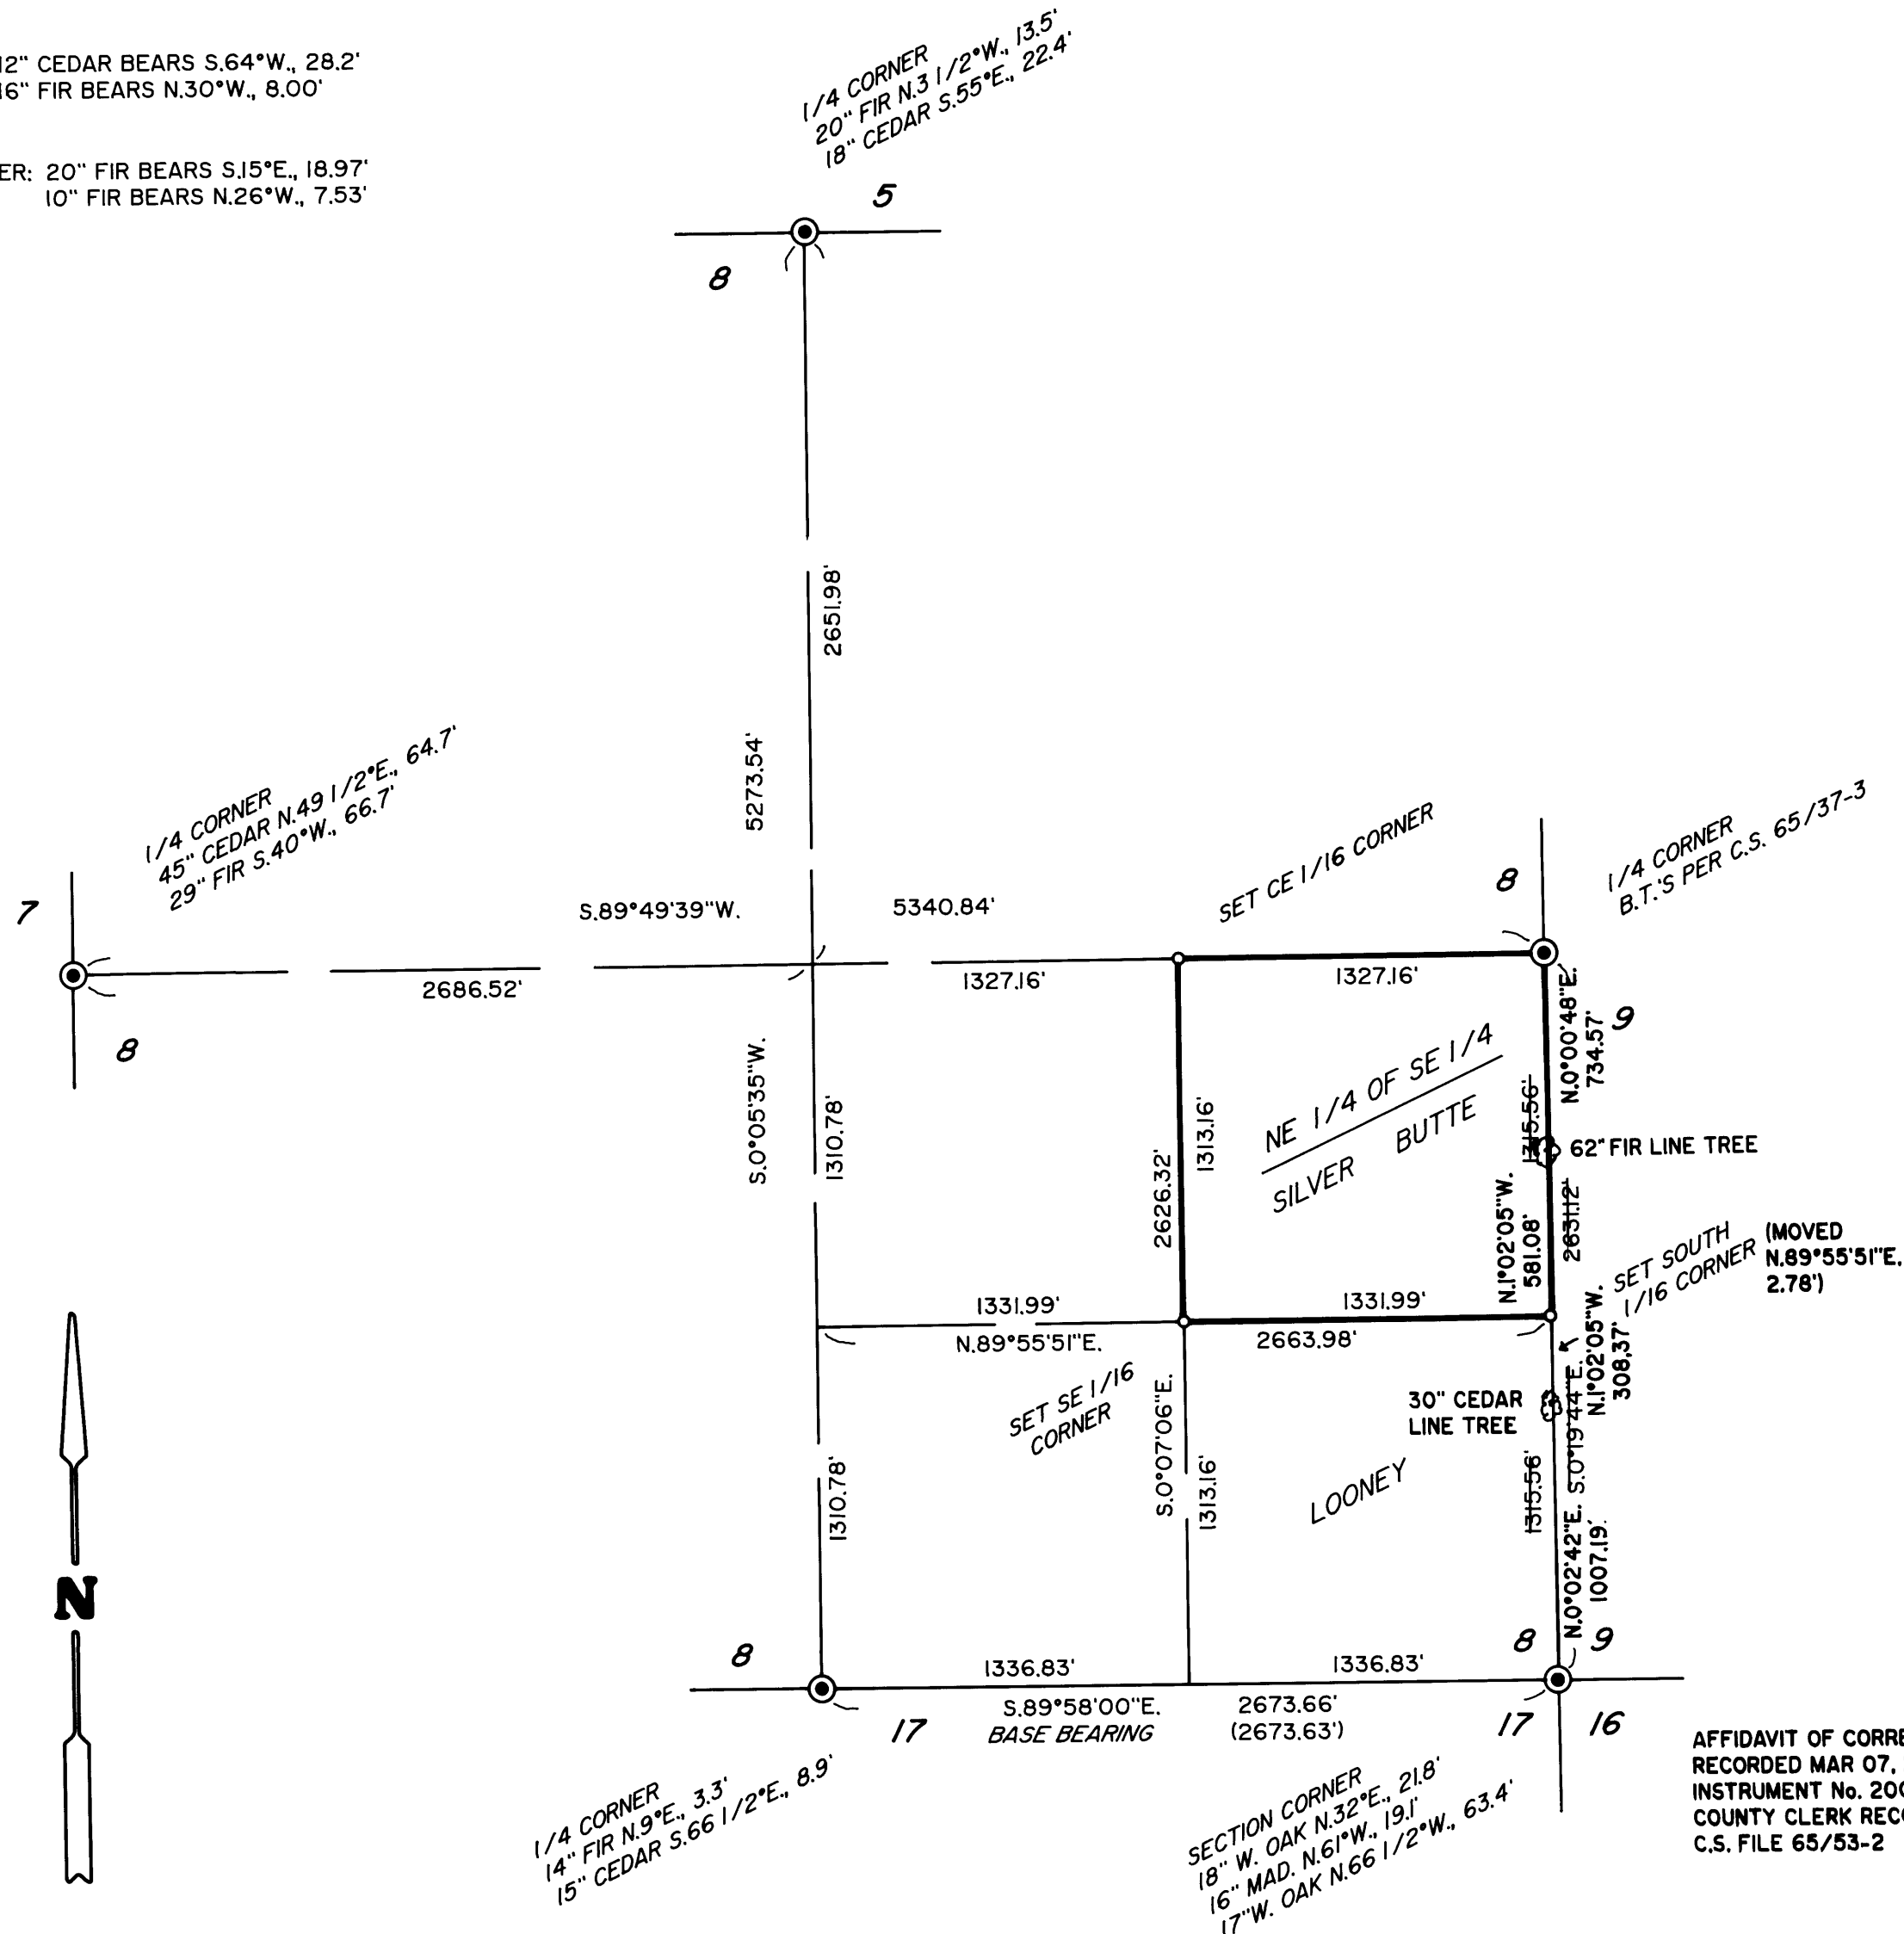 12" CEDAR BEARS S.64°W., 28.2'
16" FIR BEARS N.30°W., 8.00'
ER: 20" FIR BEARS S.15°E., 18.97'
10" FIR BEARS N.26°W., 7.53'
1/4 CORNER
20" FIR N.3 1/2°W., 13.5'
18" CEDAR S.55°E., 22.4'
5
8
2651.98'
5273.54'
1/4 CORNER
45" CEDAR N.49 1/2°E., 64.7'
29" FIR S.40°W., 66.7'
7
8
S.89°49'39"W.
5340.84'
2686.52'
1327.16'
1327.16'
SET CE 1/16 CORNER
8
1/4 CORNER
B.T.'S PER C.S. 65/37-3
9
N.0°00'48"E.
734.57'
S.0°05'35"W.
1310.78'
2626.32'
1313.16'
NE 1/4 OF SE 1/4
SILVER BUTTE
1315.56'
62" FIR LINE TREE
N.1°02'05"W.
581.08'
2631.12'
SET SOUTH
1/16 CORNER
(MOVED
N.89°55'51"E.
2.78')
1331.99'
N.89°55'51"E.
1331.99'
2663.98'
SET SE 1/16
CORNER
S.0°07'06"E.
1313.16'
30" CEDAR
LINE TREE
N.1°02'05"W.
308.37'
S.0°19'44"E.
LOONEY
1310.78'
1315.56'
N.0°02'42"E.
1007.19'
8
8
9
1336.83'
1336.83'
S.89°58'00"E.
BASE BEARING
2673.66'
(2673.63')
17
17
16
1/4 CORNER
14" FIR N.9°E., 3.3'
15" CEDAR S.66 1/2°E., 8.9'
SECTION CORNER
18" W. OAK N.32°E., 21.8'
16" MAD. N.61°W., 19.1'
17"W. OAK N.66 1/2°W., 63.4'
AFFIDAVIT OF CORRE
RECORDED MAR 07,
INSTRUMENT No. 200
COUNTY CLERK RECO
C.S. FILE 65/53-2
N